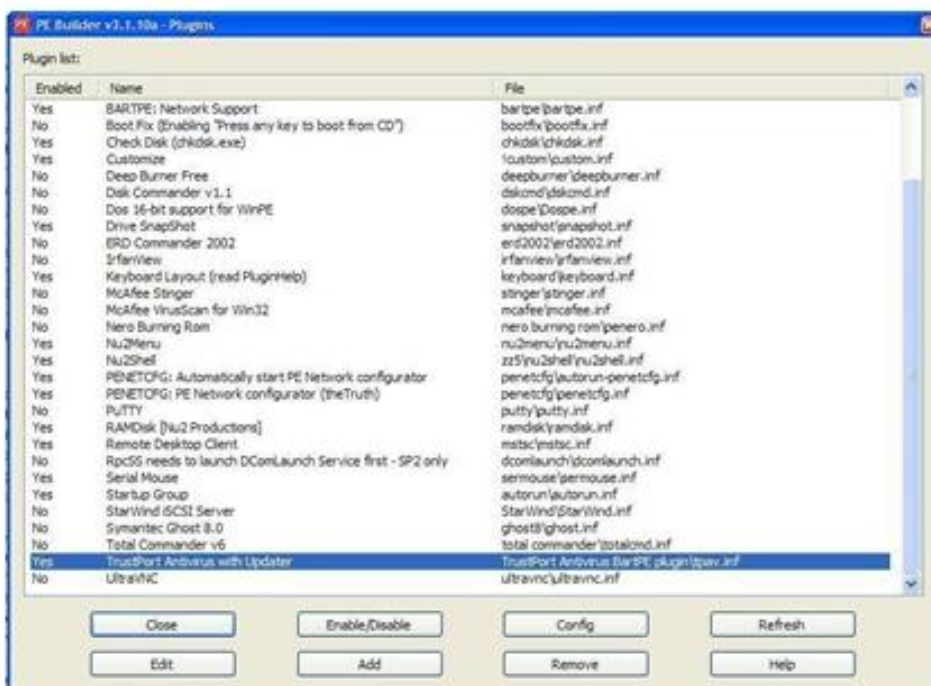 PE Builder v3.1.10a - Plugins
Plugin list:
Enabled Name File
Yes BARTPE: Network Support bartpe\bartpe.inf
No Boot Fix (Enabling "Press any key to boot from CD") bootfix\bootfix.inf
Yes Check Disk (chkdsk.exe) chkdsk\chkdsk.inf
Yes Customize !custom\custom.inf
No Deep Burner Free deepburner\deepburner.inf
No Disk Commander v1.1 dskcmd\dskcmd.inf
No Dos 16-bit support for WinPE dospe\Dospe.inf
Yes Drive SnapShot snapshot\snapshot.inf
No ERD Commander 2002 erd2002\erd2002.inf
No IrfanView irfanview\irfanview.inf
Yes Keyboard Layout (read PluginHelp) keyboard\keyboard.inf
No McAfee Stinger stinger\stinger.inf
No McAfee VirusScan for Win32 mcafee\mcafee.inf
No Nero Burning Rom nero burning rom\penero.inf
Yes Nu2Menu nu2menu\nu2menu.inf
Yes Nu2Shell zz5\nu2shell\nu2shell.inf
Yes PENETCFG: Automatically start PE Network configurator penetcfg\autorun-penetcfg.inf
Yes PENETCFG: PE Network configurator (theTruth) penetcfg\penetcfg.inf
No PuTTY putty\putty.inf
Yes RAMDisk [Nu2 Productions] ramdisk\ramdisk.inf
Yes Remote Desktop Client mstsc\mstsc.inf
No RpcSS needs to launch DComLaunch Service first - SP2 only dcomlaunch\dcomlaunch.inf
Yes Serial Mouse sermouse\sermouse.inf
Yes Startup Group autorun\autorun.inf
No StarWind iSCSI Server StarWind\StarWind.inf
No Symantec Ghost 8.0 ghost8\ghost.inf
No Total Commander v6 total commander\totalcmd.inf
Yes TrustPort Antivirus with Updater TrustPort Antivirus BartPE plugin\tpav.inf
No UltraVNC ultravnc\ultravnc.inf
Close Enable/Disable Config Refresh
Edit Add Remove Help